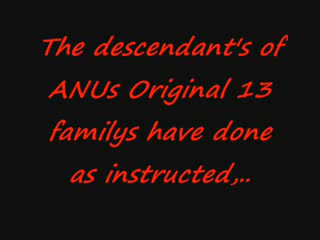 The descendant's of
ANUs Original 13
familys have done
as instructed,..